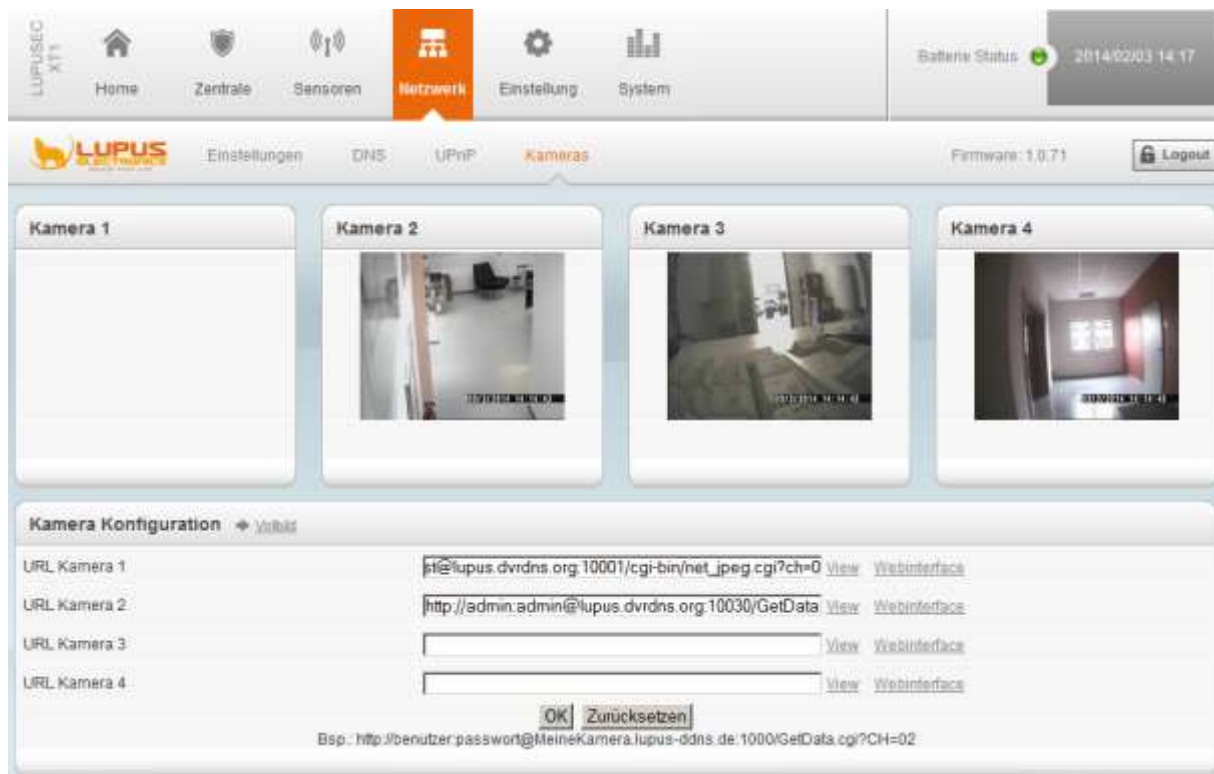 LUPUSEC
XT1
Home
Zentrale
Sensoren
Netzwerk
Einstellung
System
Batterie Status
2014/02/03 14:17
LUPUS
ELECTRONICS
Einstellungen
DNS
UPnP
Kameras
Firmware: 1.0.71
Logout
Kamera 1
Kamera 2
Kamera 3
Kamera 4
Kamera Konfiguration
Vollbild
URL Kamera 1
st@lupus.dvrdns.org:10001/cgi-bin/net_jpeg.cgi?ch=0
View
Webinterface
URL Kamera 2
http://admin:admin@lupus.dvrdns.org:10030/GetData
View
Webinterface
URL Kamera 3
View
Webinterface
URL Kamera 4
View
Webinterface
OK
Zurücksetzen
Bsp.: http://benutzer:passwort@MeineKamera.lupus-ddns.de:1000/GetData.cgi?CH=02